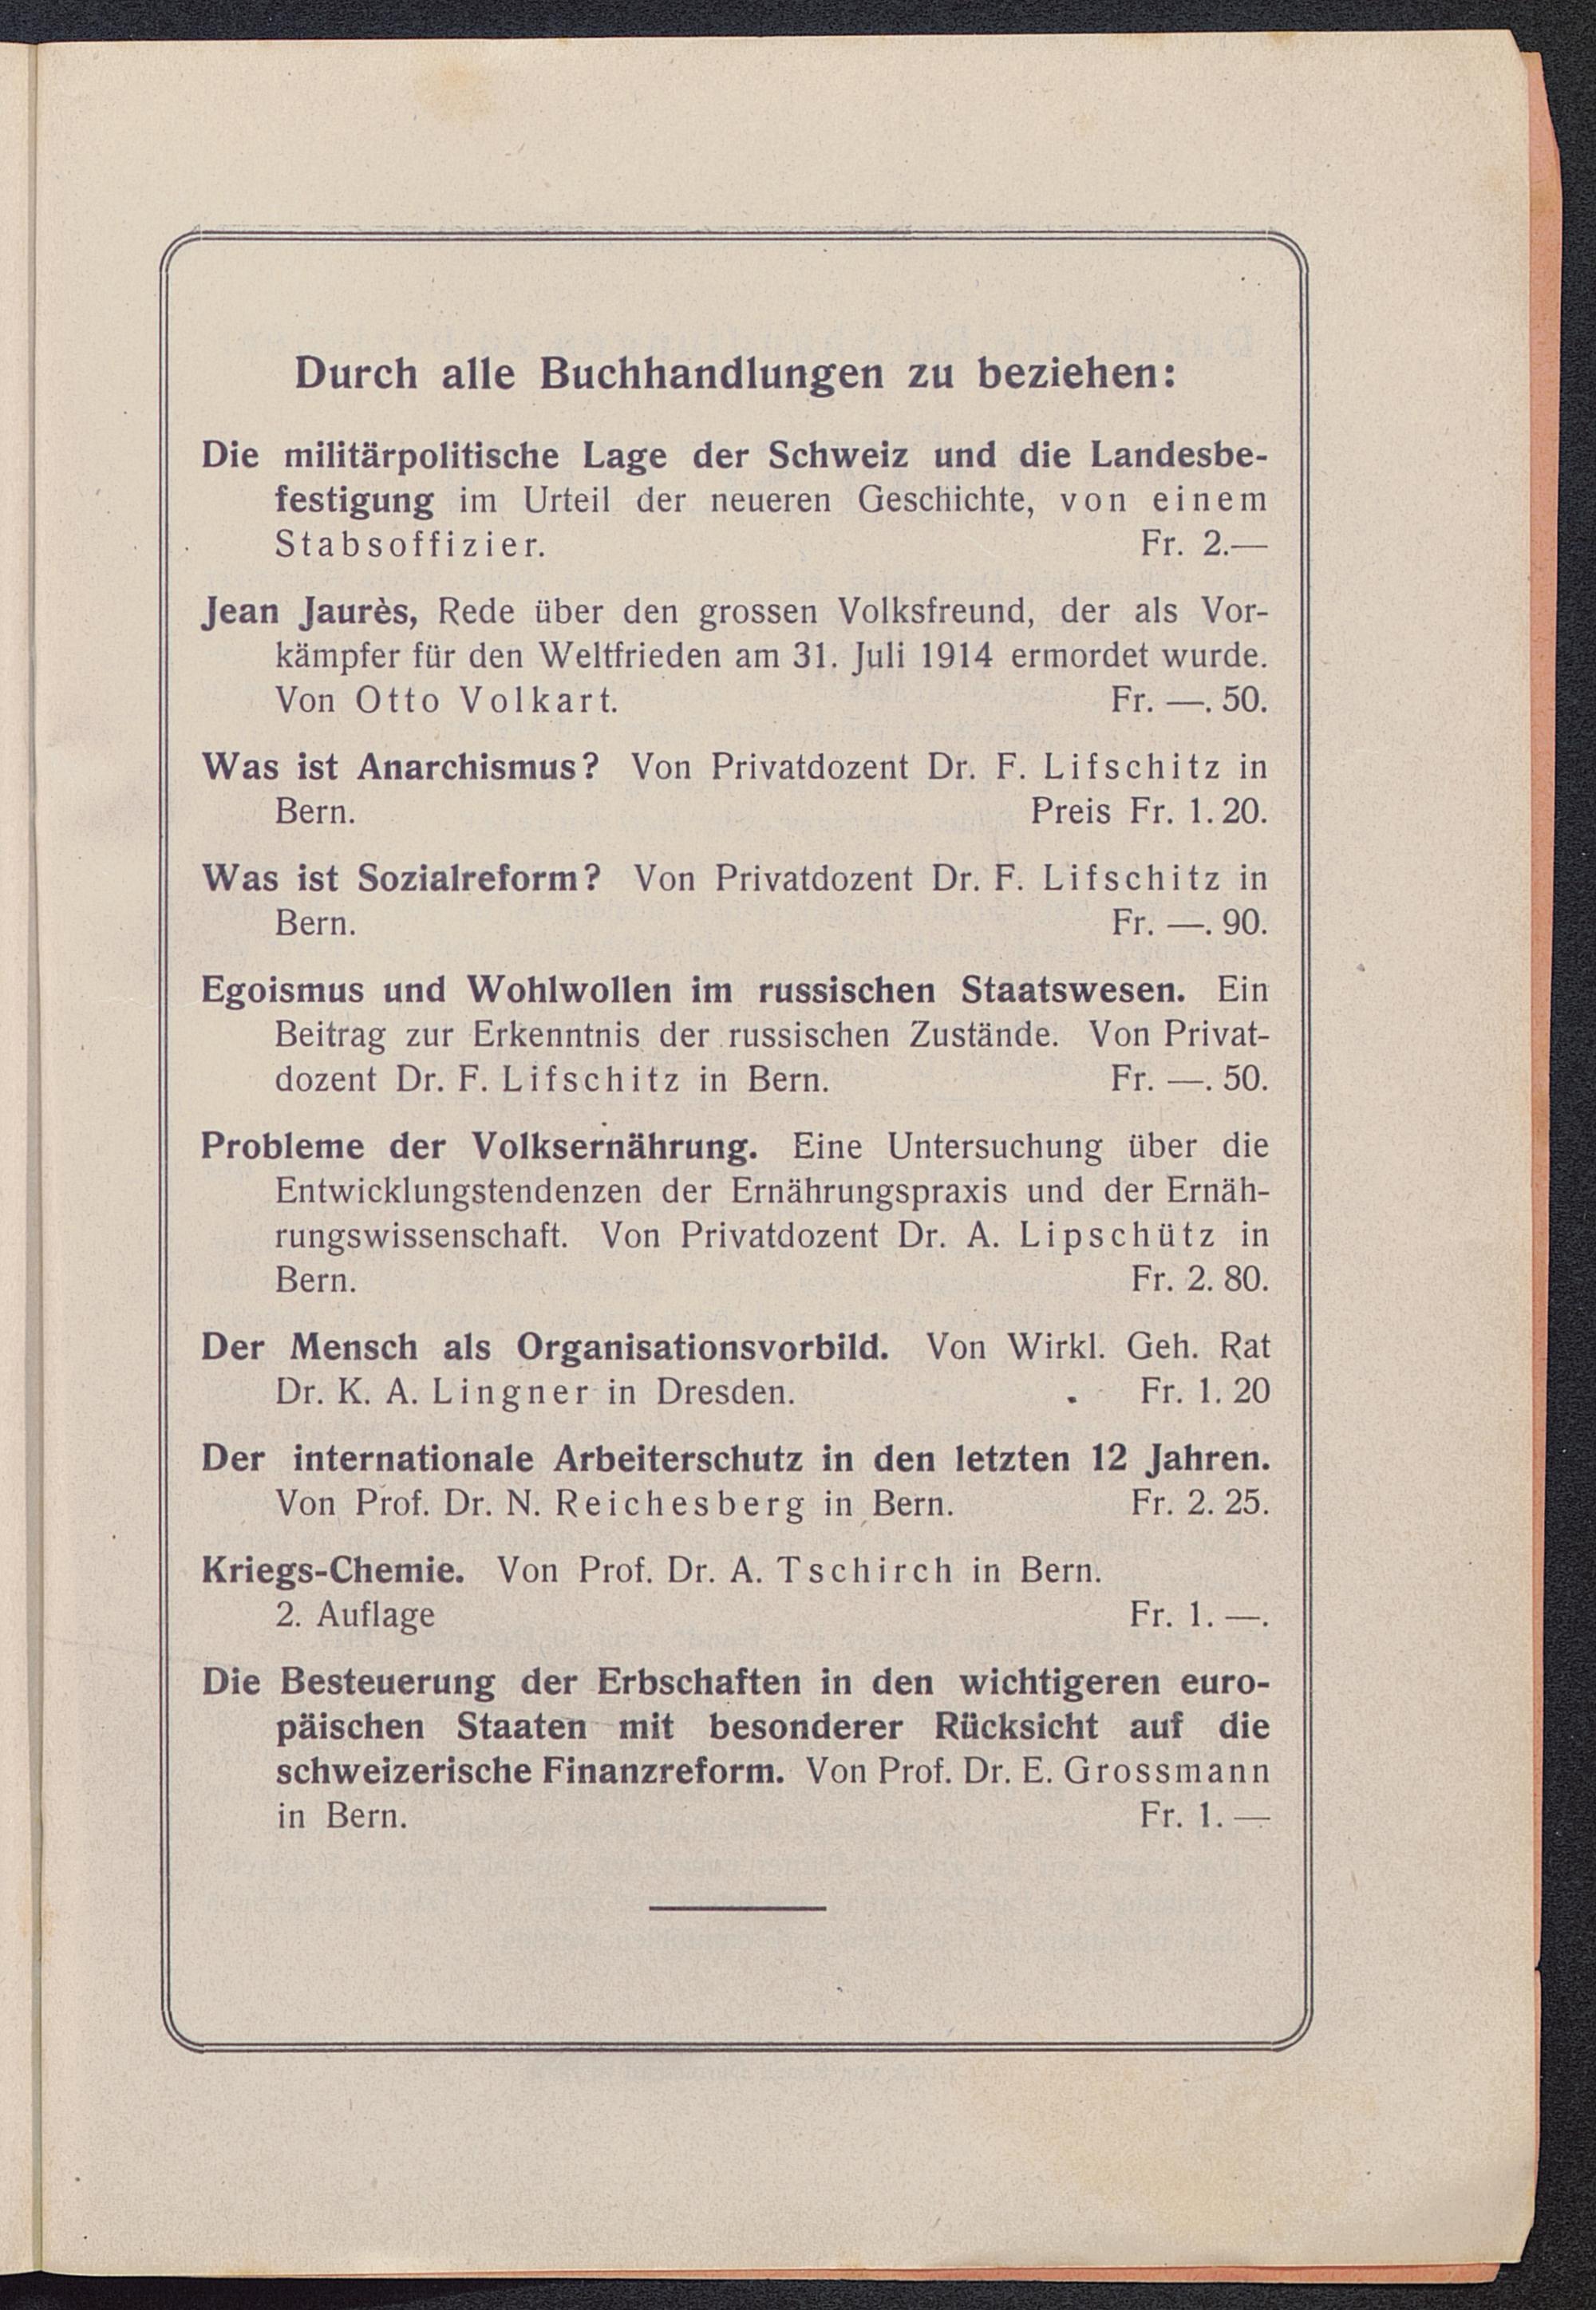 Durch alle Buchhandlungen zu beziehen:
Die militärpolitische Lage der Schweiz und die Landesbe-
festigung im Urteil der neueren Geschichte, von einem
Stabsoffizier. Fr. 2.—
Jean Jaurès, Rede über den grossen Volksfreund, der als Vor-
kämpfer für den Weltfrieden am 31. Juli 1914 ermordet wurde.
Von Otto Volkart. Fr. —. 50.
Was ist Anarchismus? Von Privatdozent Dr. F. Lifschitz in
Bern. Preis Fr. 1. 20.
Was ist Sozialreform? Von Privatdozent Dr. F. Lifschitz in
Bern. Fr. —. 90.
Egoismus und Wohlwollen im russischen Staatswesen. Ein
Beitrag zur Erkenntnis der russischen Zustände. Von Privat-
dozent Dr. F. Lifschitz in Bern. Fr. —. 50.
Probleme der Volksernährung. Eine Untersuchung über die
Entwicklungstendenzen der Ernährungspraxis und der Ernäh-
rungswissenschaft. Von Privatdozent Dr. A. Lipschütz in
Bern. Fr. 2. 80.
Der Mensch als Organisationsvorbild. Von Wirkl. Geh. Rat
Dr. K. A. Lingner in Dresden. Fr. 1. 20
Der internationale Arbeiterschutz in den letzten 12 Jahren.
Von Prof. Dr. N. Reichesberg in Bern. Fr. 2. 25.
Kriegs-Chemie. Von Prof. Dr. A. Tschirch in Bern.
2. Auflage Fr. 1. —.
Die Besteuerung der Erbschaften in den wichtigeren euro-
päischen Staaten mit besonderer Rücksicht auf die
schweizerische Finanzreform. Von Prof. Dr. E. Grossmann
in Bern. Fr. 1. —